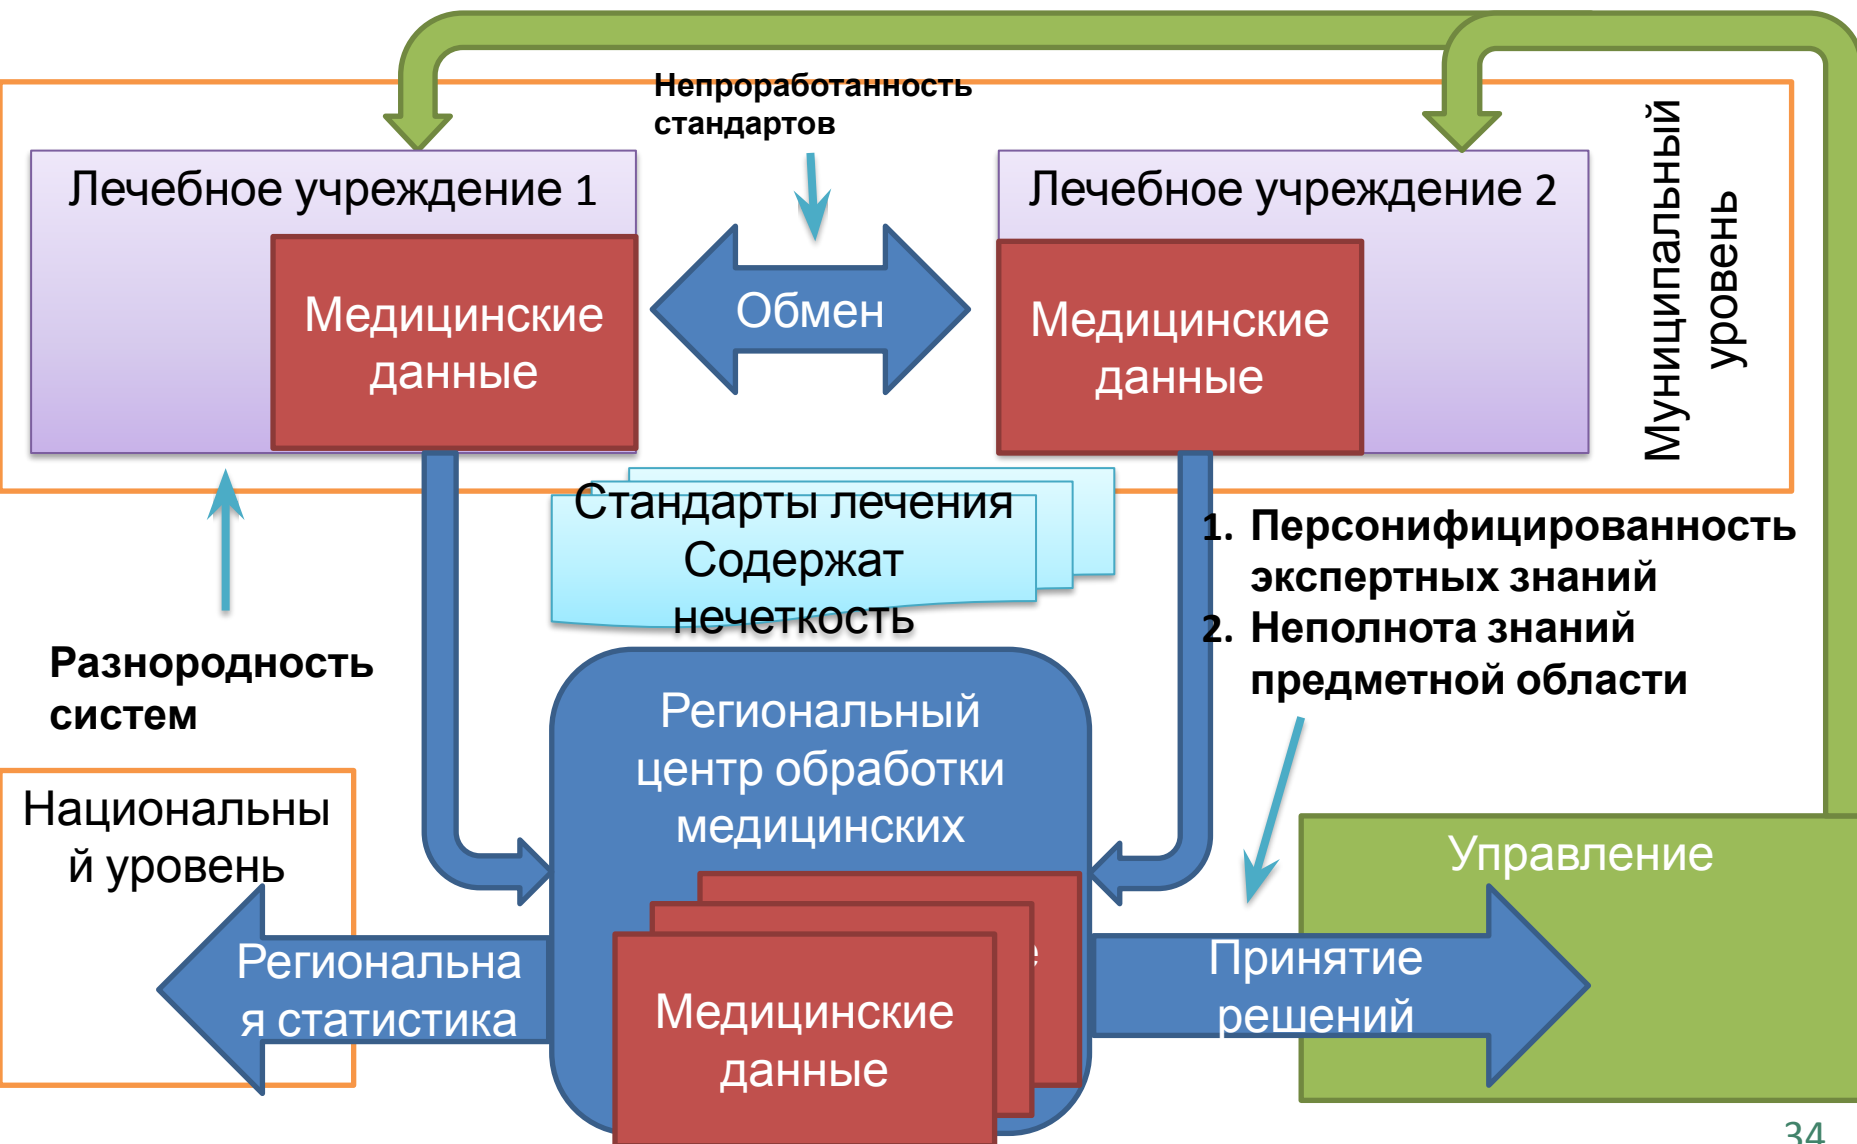 Непроработанность
стандартов
Лечебное учреждение 1
Медицинские
данные
Обмен
Лечебное учреждение 2
Медицинские
данные
Муниципальный
уровень
Стандарты лечения
Содержат
нечеткость
1. Персонифицированность
экспертных знаний
2. Неполнота знаний
предметной области
Разнородность
систем
Региональный
центр обработки
медицинских
Национальны
й уровень
Управление
Региональна
я статистика
е
Медицинские
данные
Принятие
решений
34